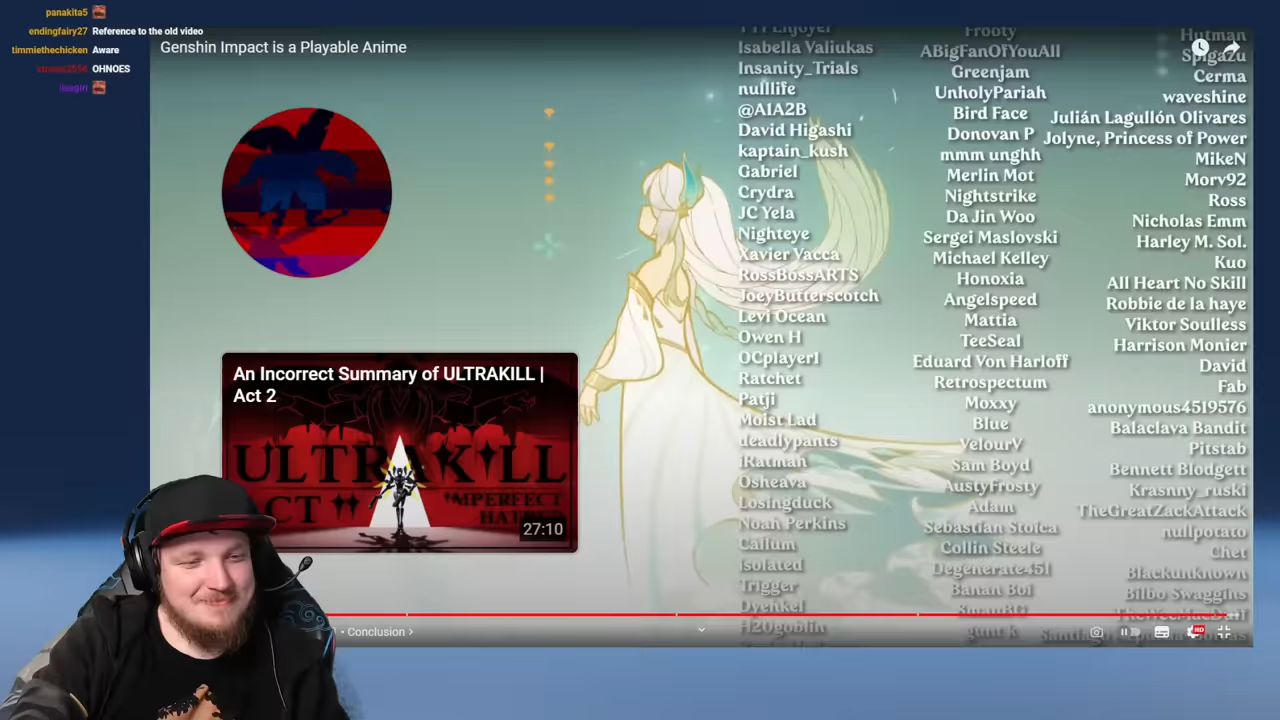 panakita5
endingfairy27 Reference to the old video
timmiethechicken Aware
OHNOES
Genshin Impact is a Playable Anime
An Incorrect Summary of ULTRAKILL |
Act 2
ULTRAKILL
IMPERFECT
27:10
• Conclusion >
Isabella Valiukas
Insanity_Trials
nulllife
@A1A2B
David Higashi
kaptain_kush
Gabriel
Crydra
JC Yela
Nighteye
Xavier Vacca
RossBossARTS
JoeyButterscotch
Levi Ocean
Owen H
OCplayer1
Ratchet
Patji
Moist Lad
deadlypants
iRatman
Osheava
Losingduck
Noah Perkins
Callum
Isolated
Trigger
Dvenkel
H20goblin
Frooty
ABigFanOfYouAll
Greenjam
UnholyPariah
Bird Face
Donovan P
mmm unghh
Merlin Mot
Nightstrike
Da Jin Woo
Sergei Maslovski
Michael Kelley
Honoxia
Angelspeed
Mattia
TeeSeal
Eduard Von Harloff
Retrospectum
Moxxy
Blue
VelourV
Sam Boyd
AustyFrosty
Adam
Sebastian Stoica
Collin Steele
Degenerate451
Banan Boi
Hutman
Spigazu
Cerma
waveshine
Julián Lagullón Olivares
Jolyne, Princess of Power
MikeN
Morv92
Ross
Nicholas Emm
Harley M. Sol.
Kuo
All Heart No Skill
Robbie de la haye
Viktor Soulless
Harrison Monier
David
Fab
anonymous4519576
Balaclava Bandit
Pitstab
Bennett Blodgett
Krasnny_ruski
TheGreatZackAttack
nullpotato
Chet
Blackunknown
Bilbo Swaggins
HD